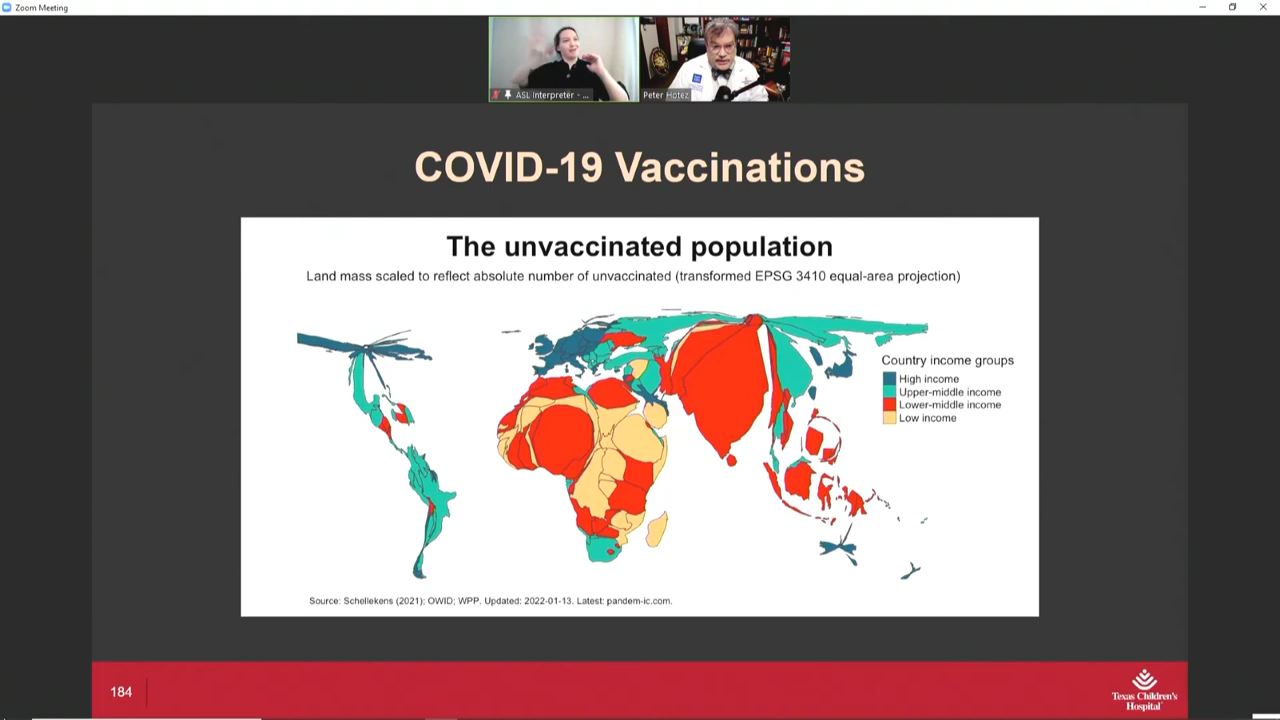 Zoom Meeting
ASL Interpreter - ...
Peter Hotez
COVID-19 Vaccinations
The unvaccinated population
Land mass scaled to reflect absolute number of unvaccinated (transformed EPSG 3410 equal-area projection)
Country income groups
High income
Upper-middle income
Lower-middle income
Low income
Source: Schellekens (2021); OWID; WPP. Updated: 2022-01-13. Latest: pandem-ic.com.
184
Texas Children's
Hospital